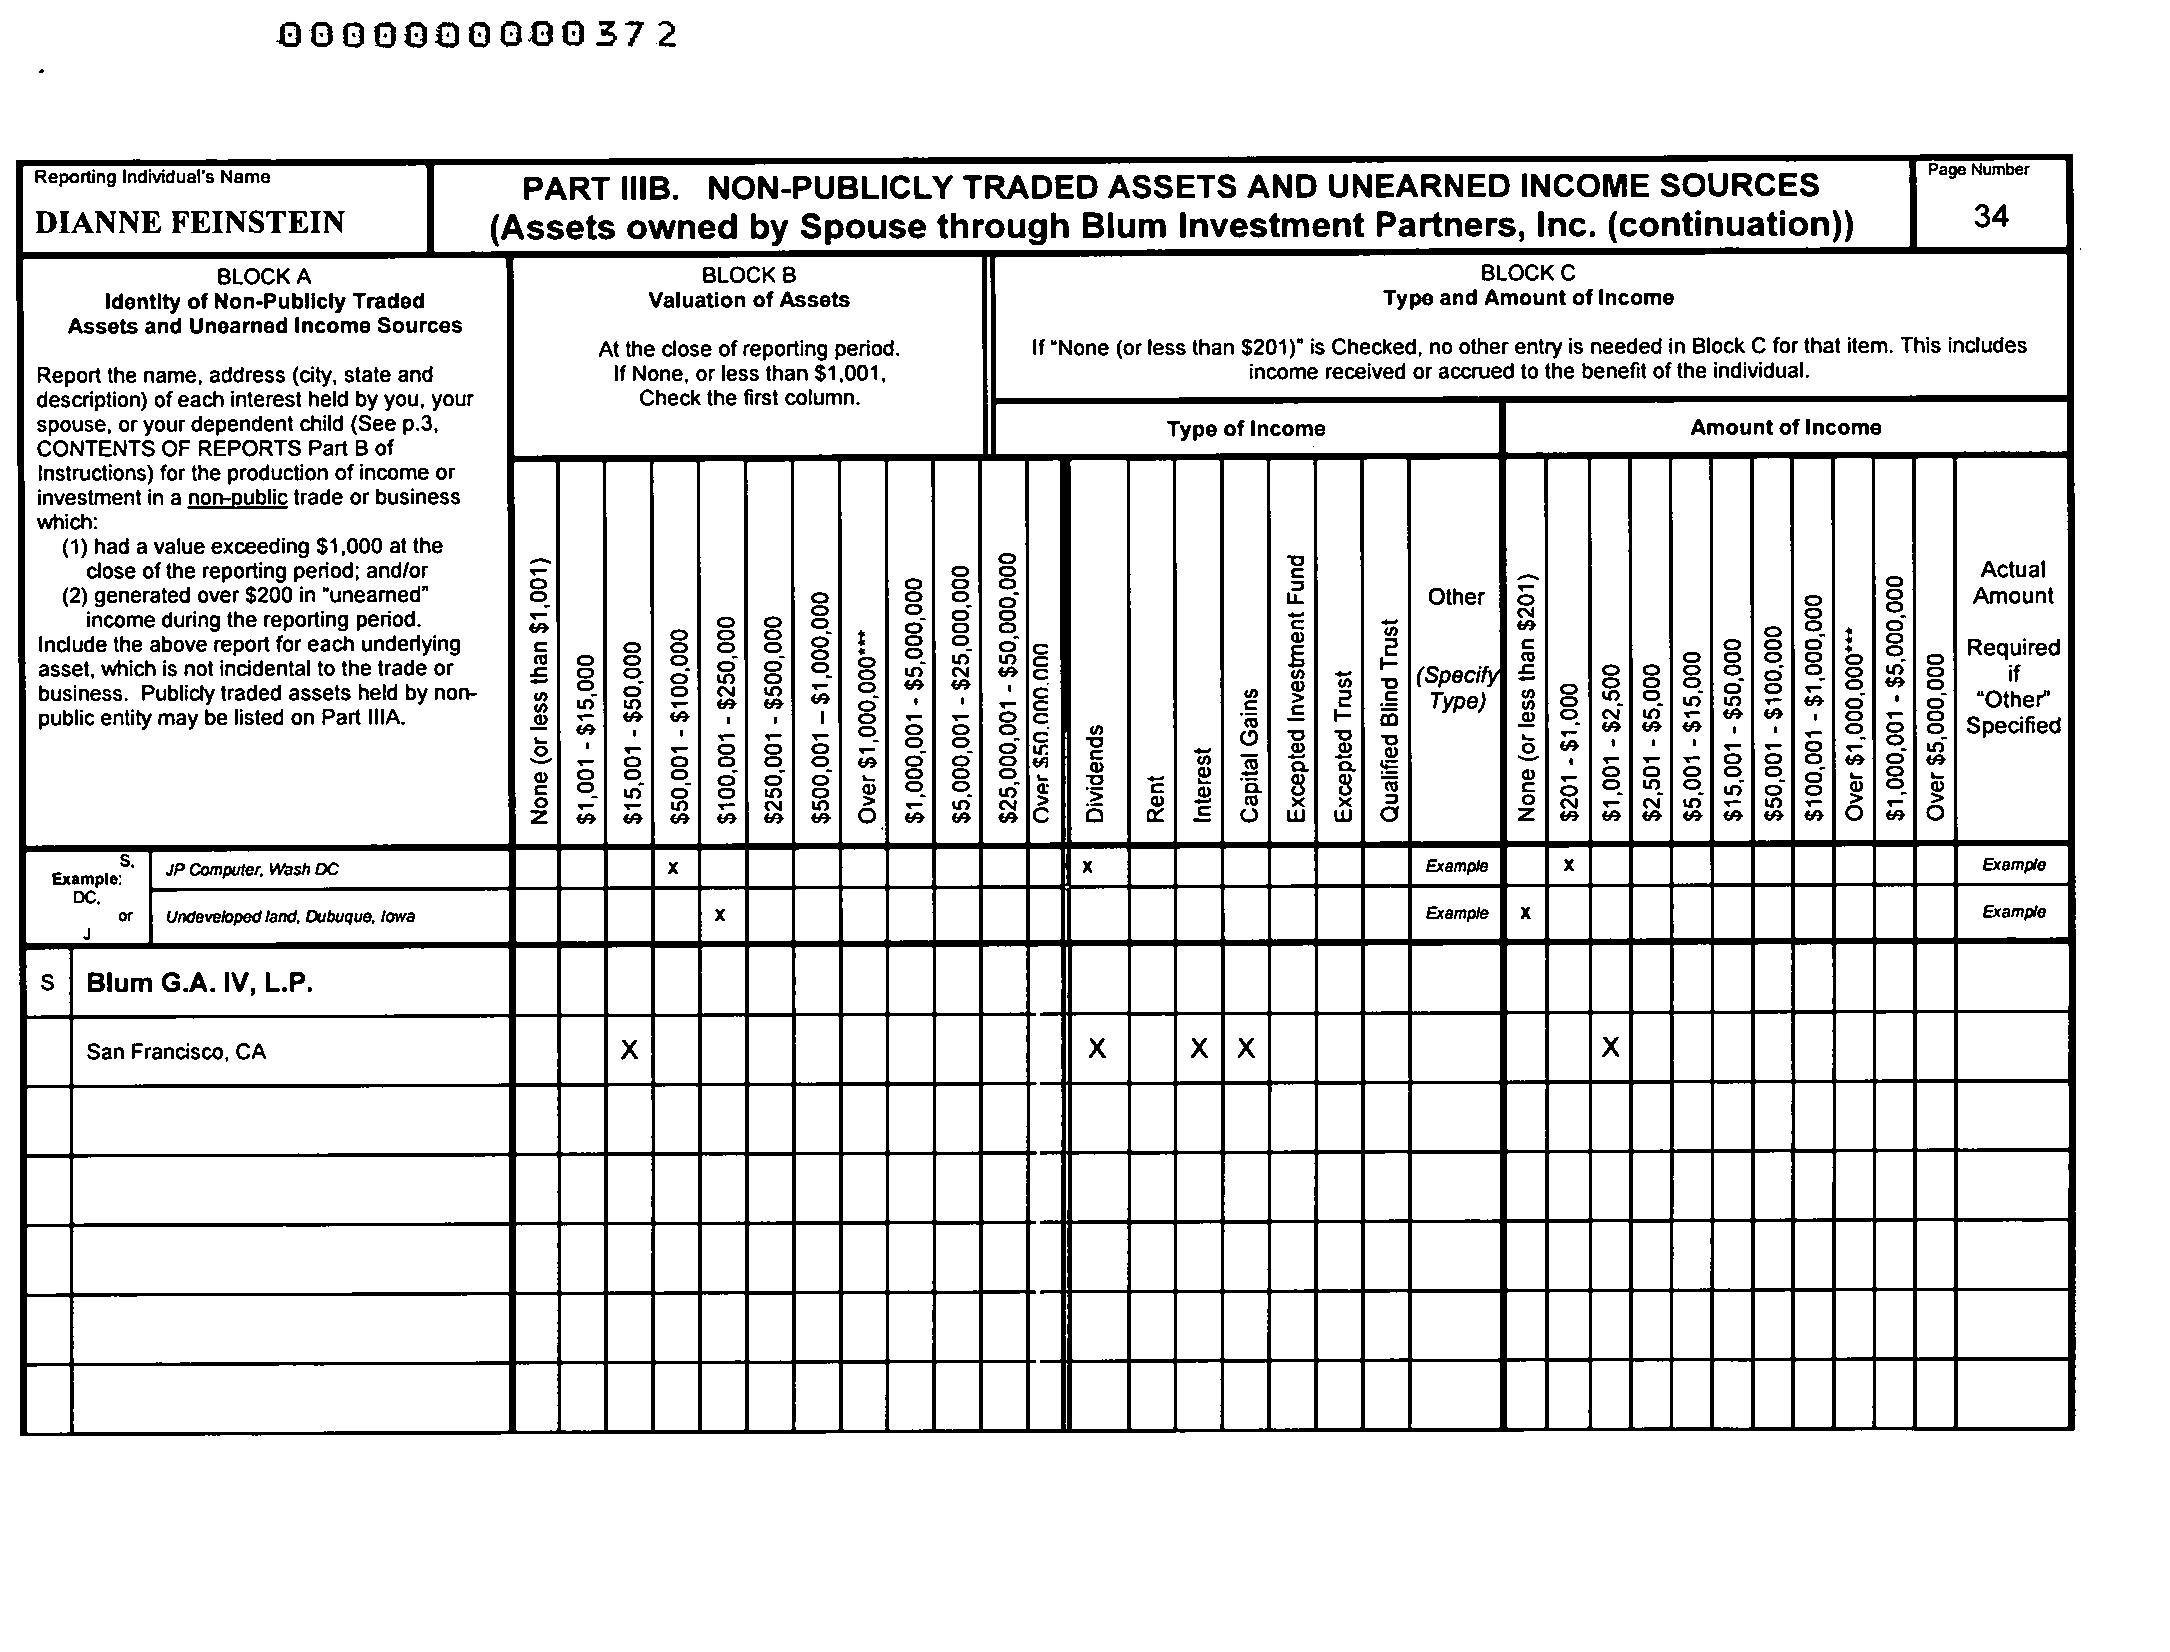 0000000000372
Reporting Individual's Name
DIANNE FEINSTEIN
PART IIIB. NON-PUBLICLY TRADED ASSETS AND UNEARNED INCOME SOURCES
(Assets owned by Spouse through Blum Investment Partners, Inc. (continuation))
Page Number
34
BLOCK A
Identity of Non-Publicly Traded
Assets and Unearned Income Sources
Report the name, address (city, state and
description) of each interest held by you, your
spouse, or your dependent child (See p.3,
CONTENTS OF REPORTS Part B of
Instructions) for the production of income or
investment in a non-public trade or business
which:
(1) had a value exceeding $1,000 at the
close of the reporting period; and/or
(2) generated over $200 in "unearned"
income during the reporting period.
Include the above report for each underlying
asset, which is not incidental to the trade or
business. Publicly traded assets held by non-
public entity may be listed on Part IIIA.
BLOCK B
Valuation of Assets
At the close of reporting period.
If None, or less than $1,001,
Check the first column.
BLOCK C
Type and Amount of Income
If "None (or less than $201)" is Checked, no other entry is needed in Block C for that item. This includes
income received or accrued to the benefit of the individual.
Type of Income
Amount of Income
None (or less than $1,001)
$1,001 - $15,000
$15,001 - $50,000
$50,001 - $100,000
$100,001 - $250,000
$250,001 - $500,000
$500,001 – $1,000,000
Over $1,000,000***
$1,000,001 - $5,000,000
$5,000,001 - $25,000,000
$25,000,001 - $50,000,000
Over $50,000,000
Dividends
Rent
Interest
Capital Gains
Excepted Investment Fund
Excepted Trust
Qualified Blind Trust
Other
(Specify
Type)
None (or less than $201)
$201 - $1,000
$1,001 - $2,500
$2,501 - $5,000
$5,001 - $15,000
$15,001 - $50,000
$50,001 - $100,000
$100,001 - $1,000,000
Over $1,000,000***
$1,000,001 - $5,000,000
Over $5,000,000
Actual
Amount
Required
if
"Other"
Specified
S,
Example:
DC,
or
J
JP Computer, Wash DC X X Example X Example
Undeveloped land, Dubuque, Iowa X Example X Example
S Blum G.A. IV, L.P.
San Francisco, CA X X X X X